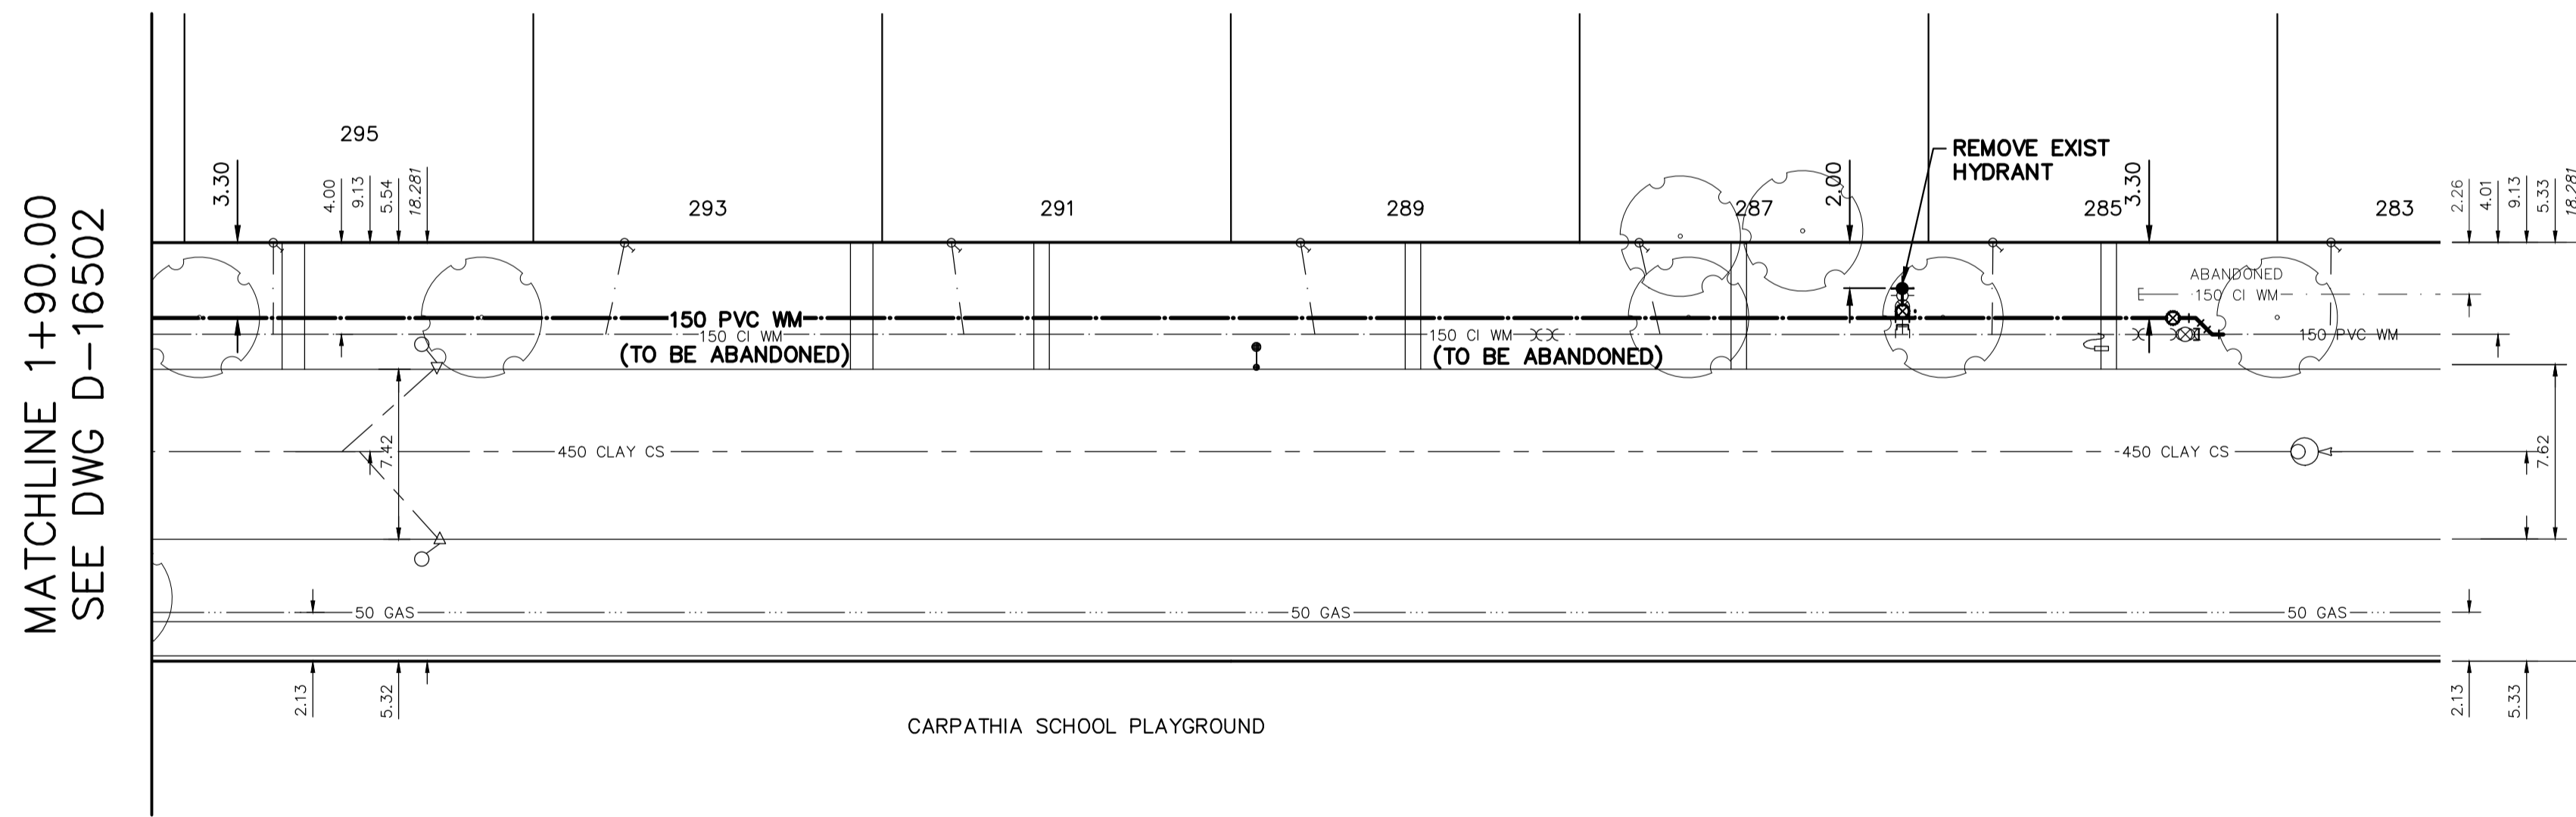 MATCHLINE 1+90.00
SEE DWG D-16502
295
3.30
4.00
9.13
5.54
18.281
293
291
289
287
2.00
REMOVE EXIST
HYDRANT
285
3.30
283
2.26
4.01
9.13
5.33
18.281
ABANDONED
150 CI WM
150 PVC WM
150 CI WM
(TO BE ABANDONED)
150 CI WM
(TO BE ABANDONED)
150 PVC WM
7.42
450 CLAY CS
450 CLAY CS
7.62
50 GAS
50 GAS
50 GAS
2.13
5.32
2.13
5.33
CARPATHIA SCHOOL PLAYGROUND